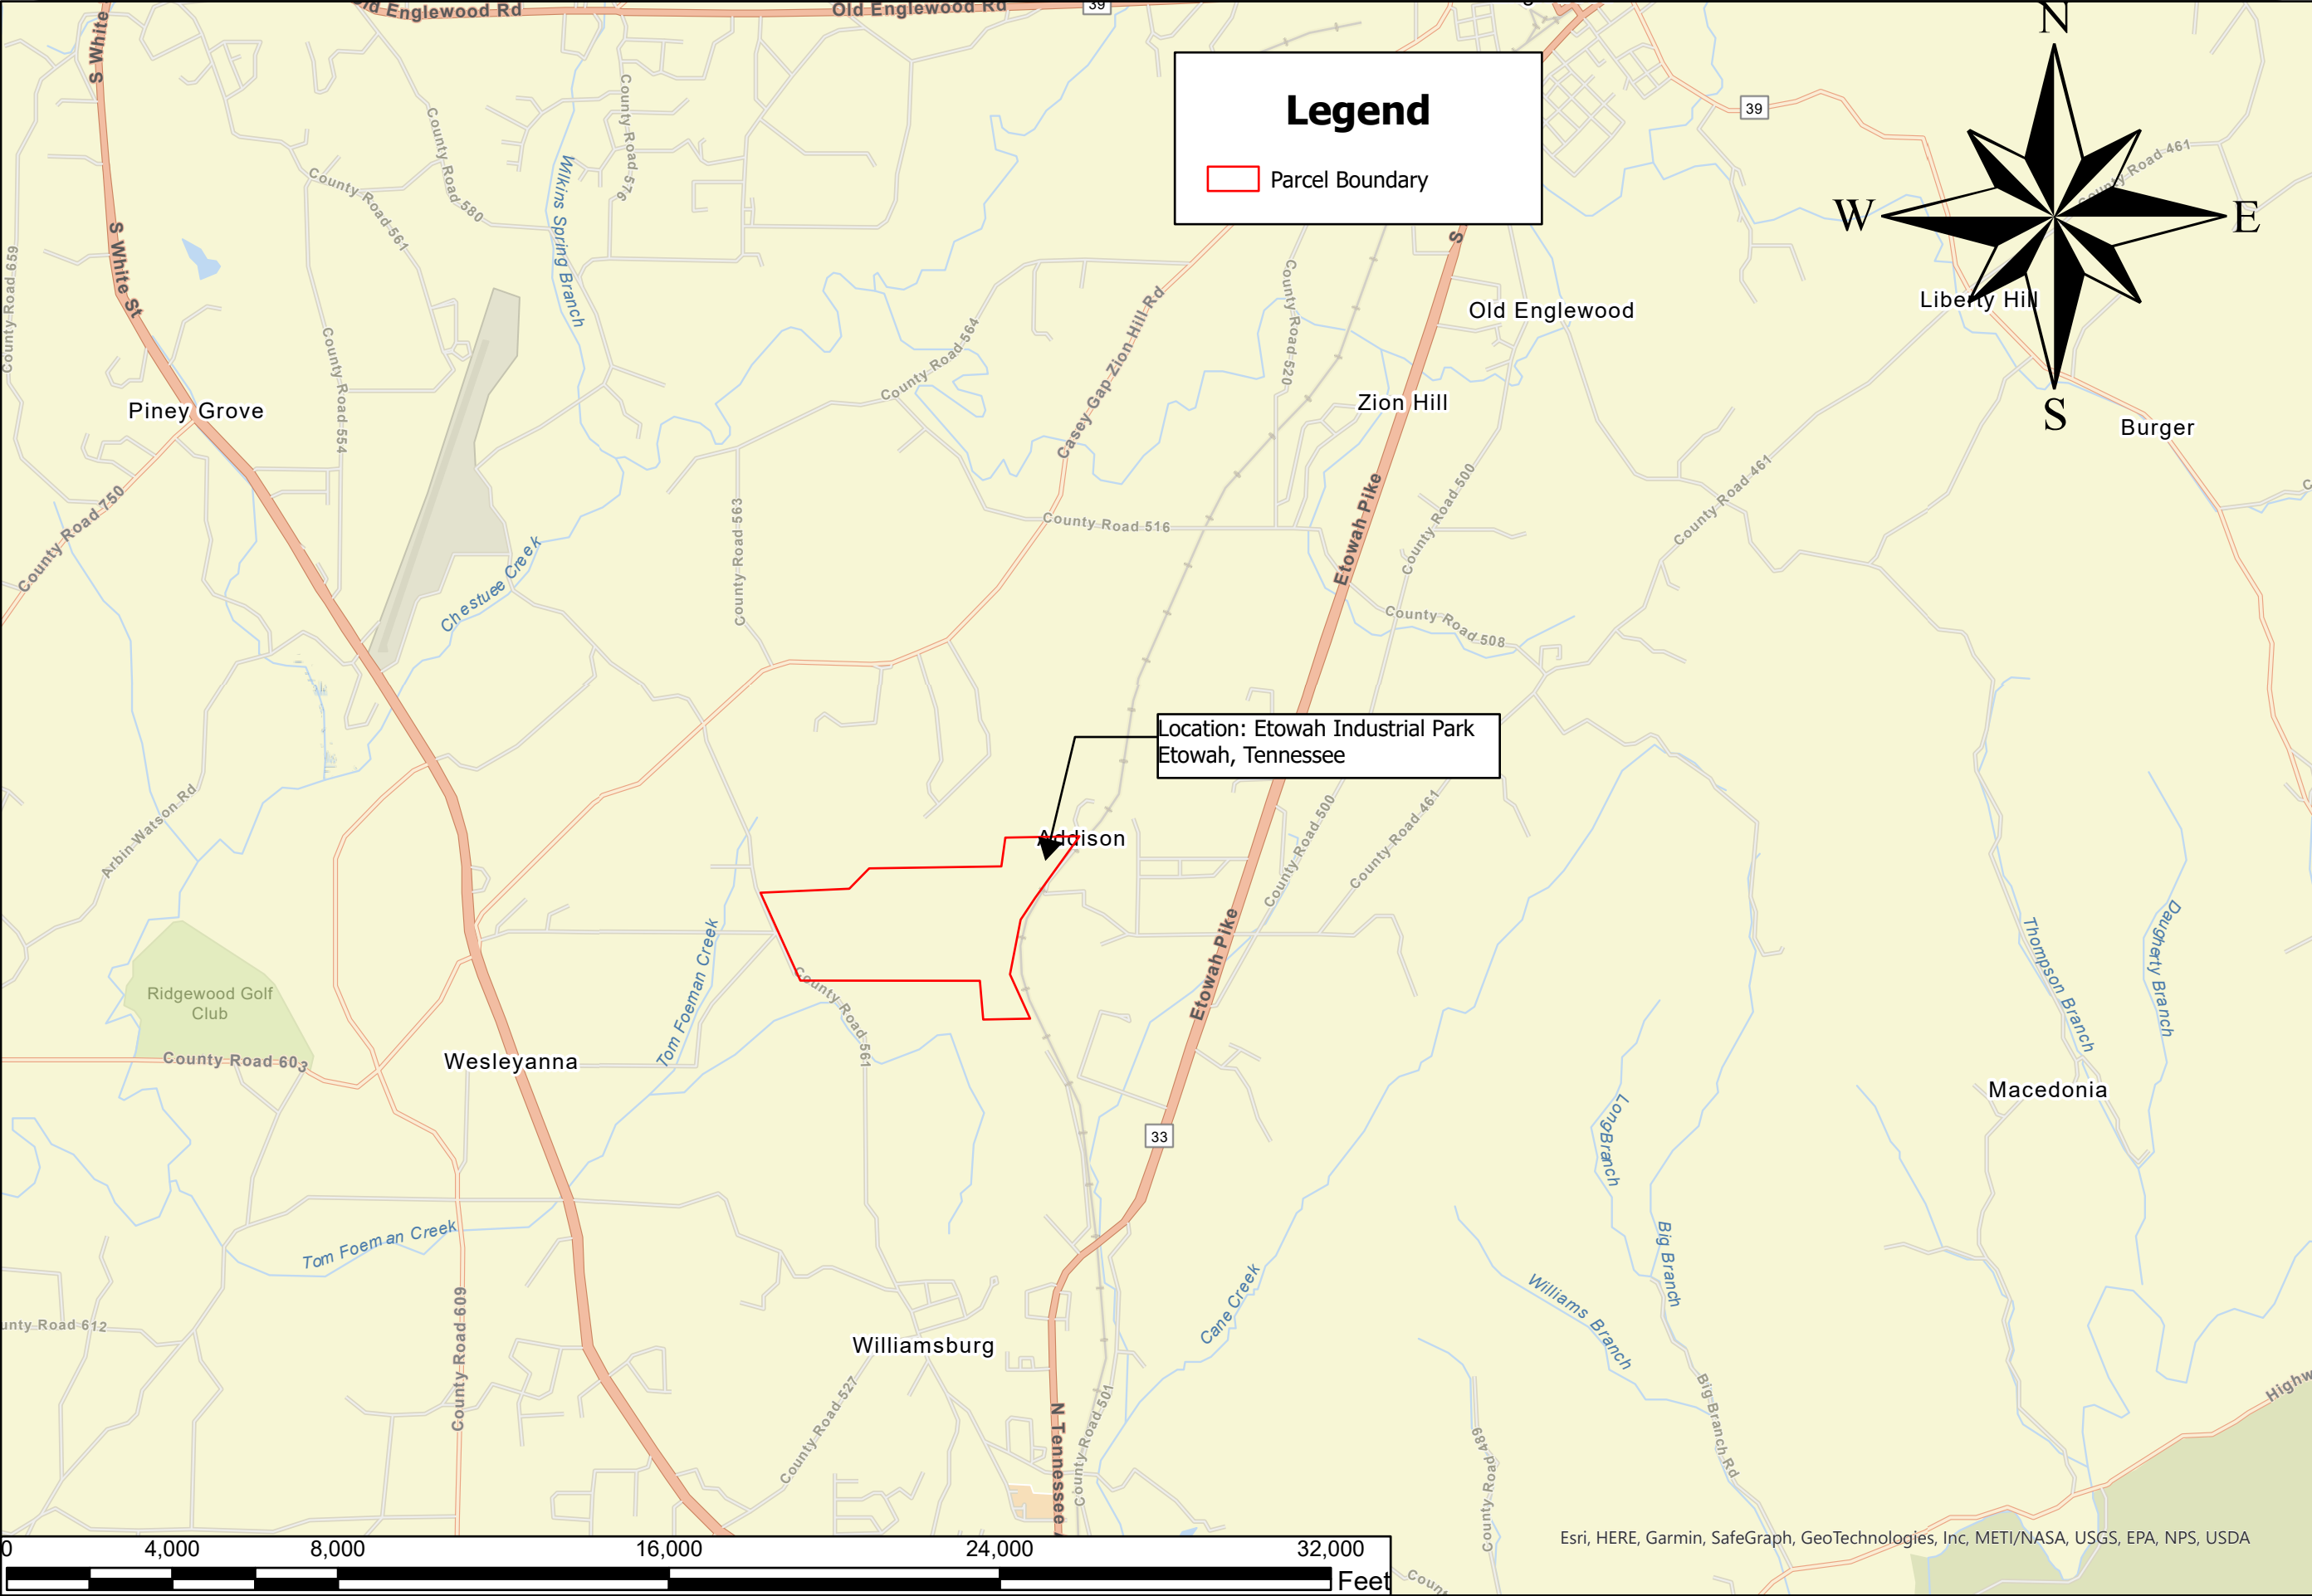 Old Englewood Rd
Old Englewood Rd
39
S White
N
Legend
Parcel Boundary
39
County Road 461
W
E
S
County Road 580
County Road 576
Wilkins Spring Branch
County Road 561
S White St
County Road 659
County Road 554
County Road 564
Casey Gap Zion Hill Rd
County Road 520
S
Old Englewood
Liberty Hill
Zion Hill
Piney Grove
Burger
County Road 750
Chestuee Creek
County Road 563
County Road 516
Etowah Pike
County Road 500
County Road 461
County Road 508
Location: Etowah Industrial Park
Etowah, Tennessee
Arbin Watson Rd
Addison
County Road 500
County Road 461
Etowah Pike
Tom Foeman Creek
County Road 561
Ridgewood Golf
Club
County Road 603
Wesleyanna
Thompson Branch
Daugherty Branch
Macedonia
33
Long Branch
Big Branch
Tom Foeman Creek
Cane Creek
Williams Branch
County Road 609
unty Road 612
Williamsburg
County Road 527
N Tennessee
County Road 501
County Road 489
Big Branch Rd
Highw
Esri, HERE, Garmin, SafeGraph, GeoTechnologies, Inc, METI/NASA, USGS, EPA, NPS, USDA
0 4,000 8,000 16,000 24,000 32,000
Feet
Count